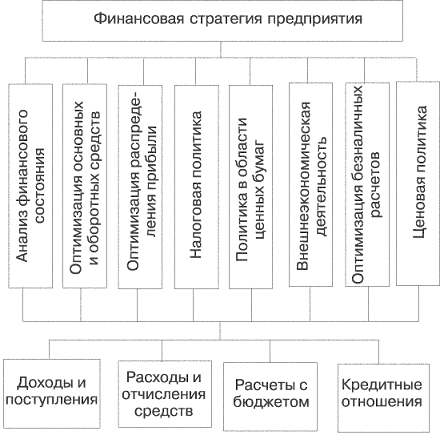 Финансовая стратегия предприятия
Анализ финансового
состояния
Оптимизация основных
и оборотных средств
Оптимизация распреде-
ления прибыли
Налоговая политика
Политика в области
ценных бумаг
Внешнеэкономическая
деятельность
Оптимизация безналичных
расчетов
Ценовая политика
Доходы и
поступления
Расходы и
отчисления
средств
Расчеты с
бюджетом
Кредитные
отношения